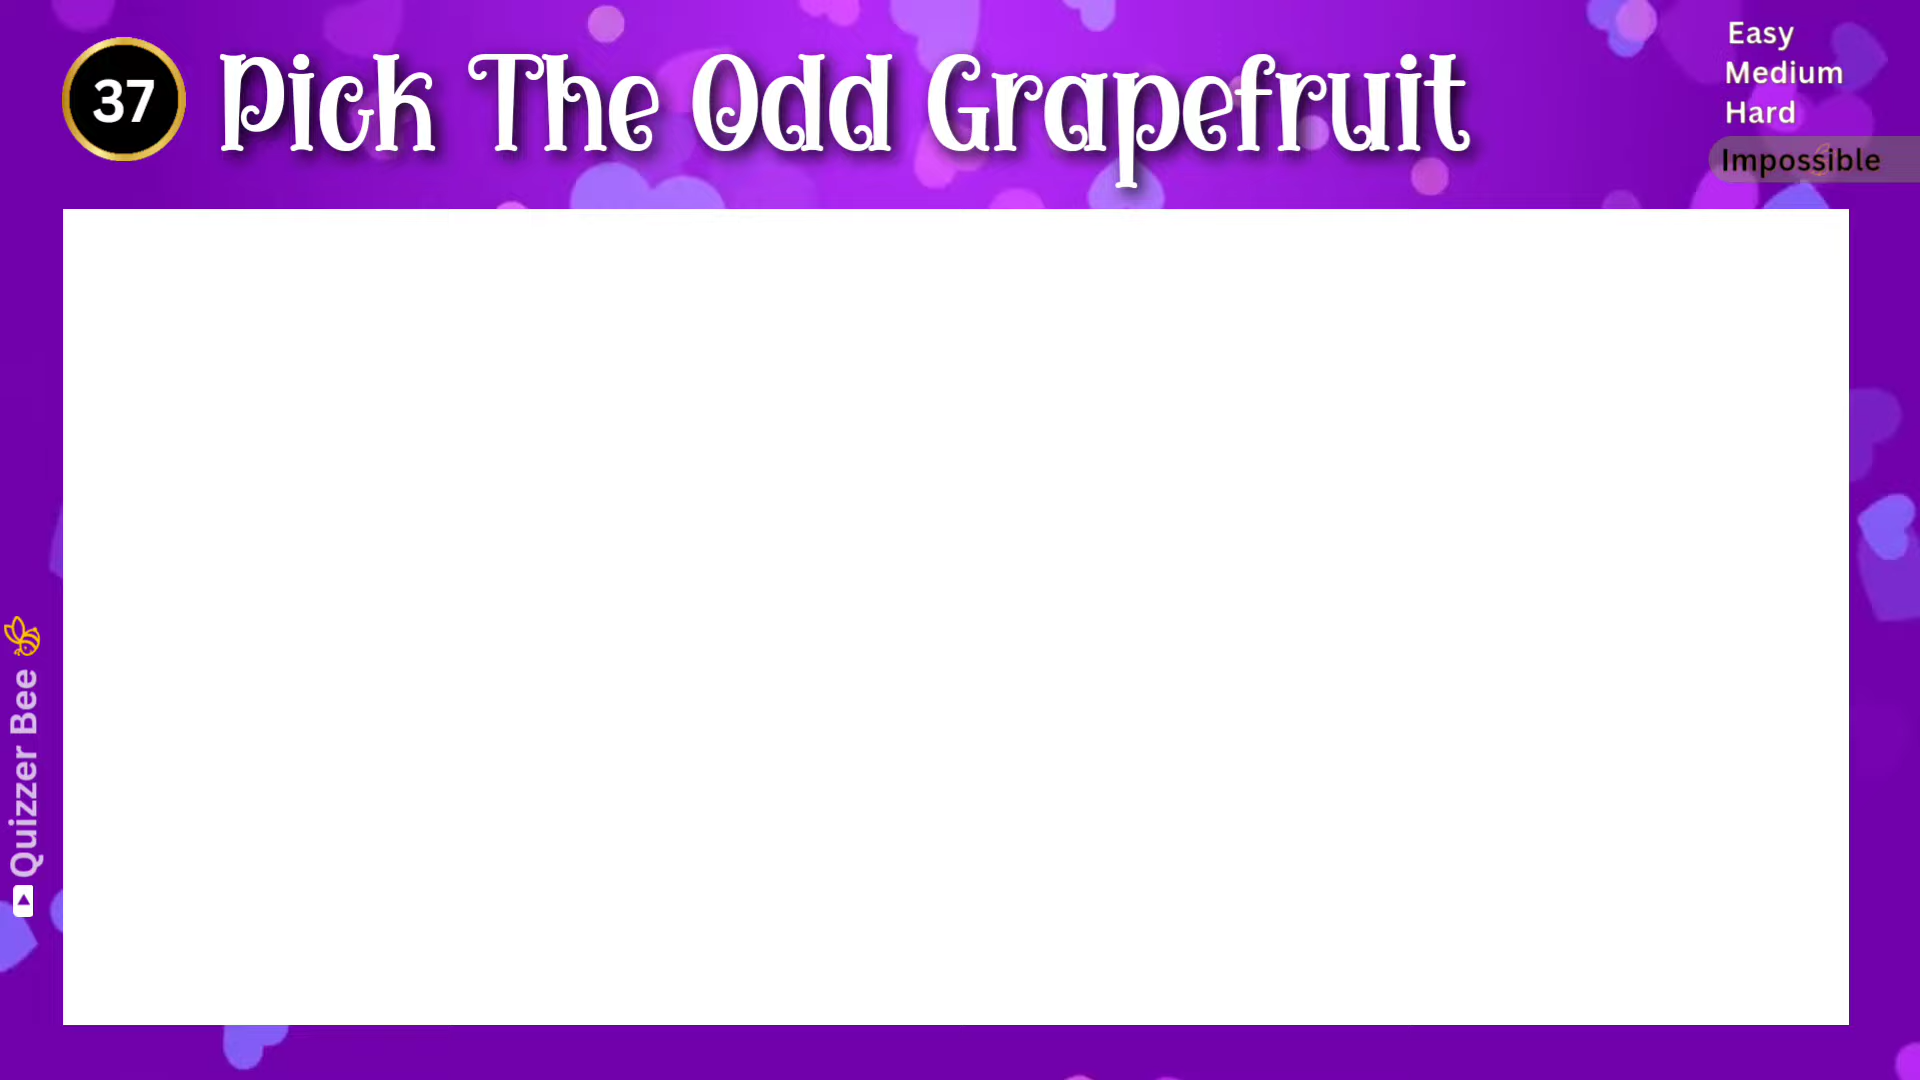 37
Pick The Odd Grapefruit
Easy
Medium
Hard
Impossible
Quizzer Bee